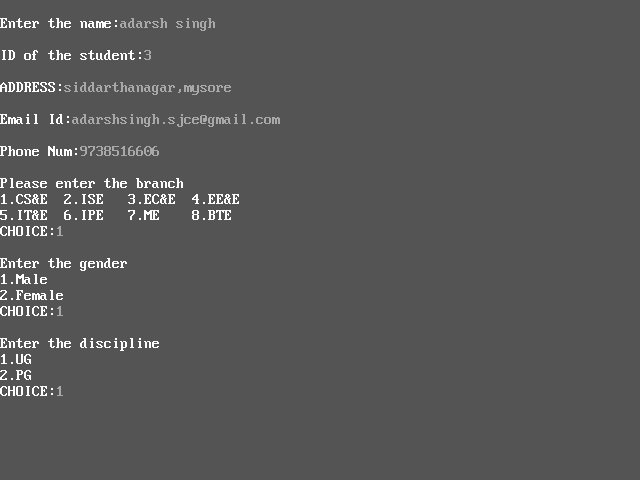 Enter the name:adarsh singh
ID of the student:3
ADDRESS:siddarthanagar,mysore
Email Id:adarshsingh.sjce@gmail.com
Phone Num:9738516606
Please enter the branch
1.CS&E  2.ISE   3.EC&E  4.EE&E
5.IT&E  6.IPE   7.ME    8.BTE
CHOICE:1
Enter the gender
1.Male
2.Female
CHOICE:1
Enter the discipline
1.UG
2.PG
CHOICE:1